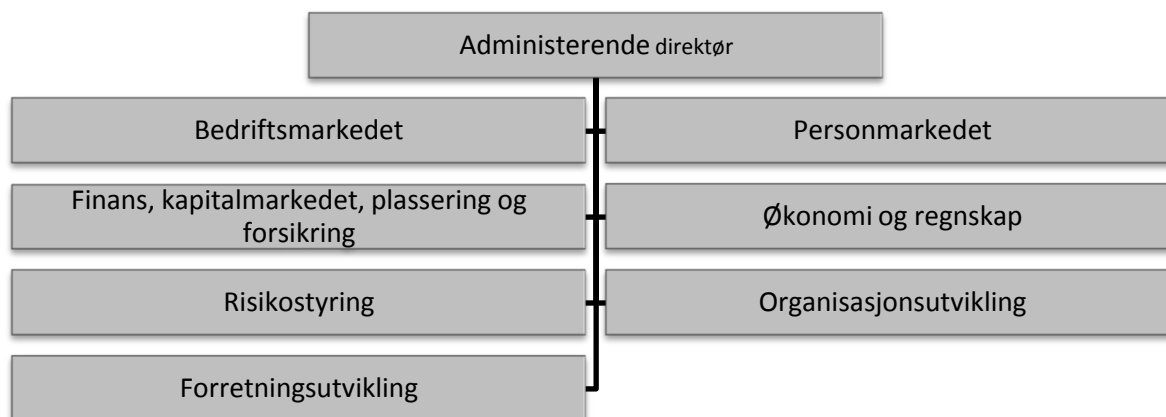 Administerende direktør
Bedriftsmarkedet
Personmarkedet
Finans, kapitalmarkedet, plassering og
forsikring
Økonomi og regnskap
Risikostyring
Organisasjonsutvikling
Forretningsutvikling